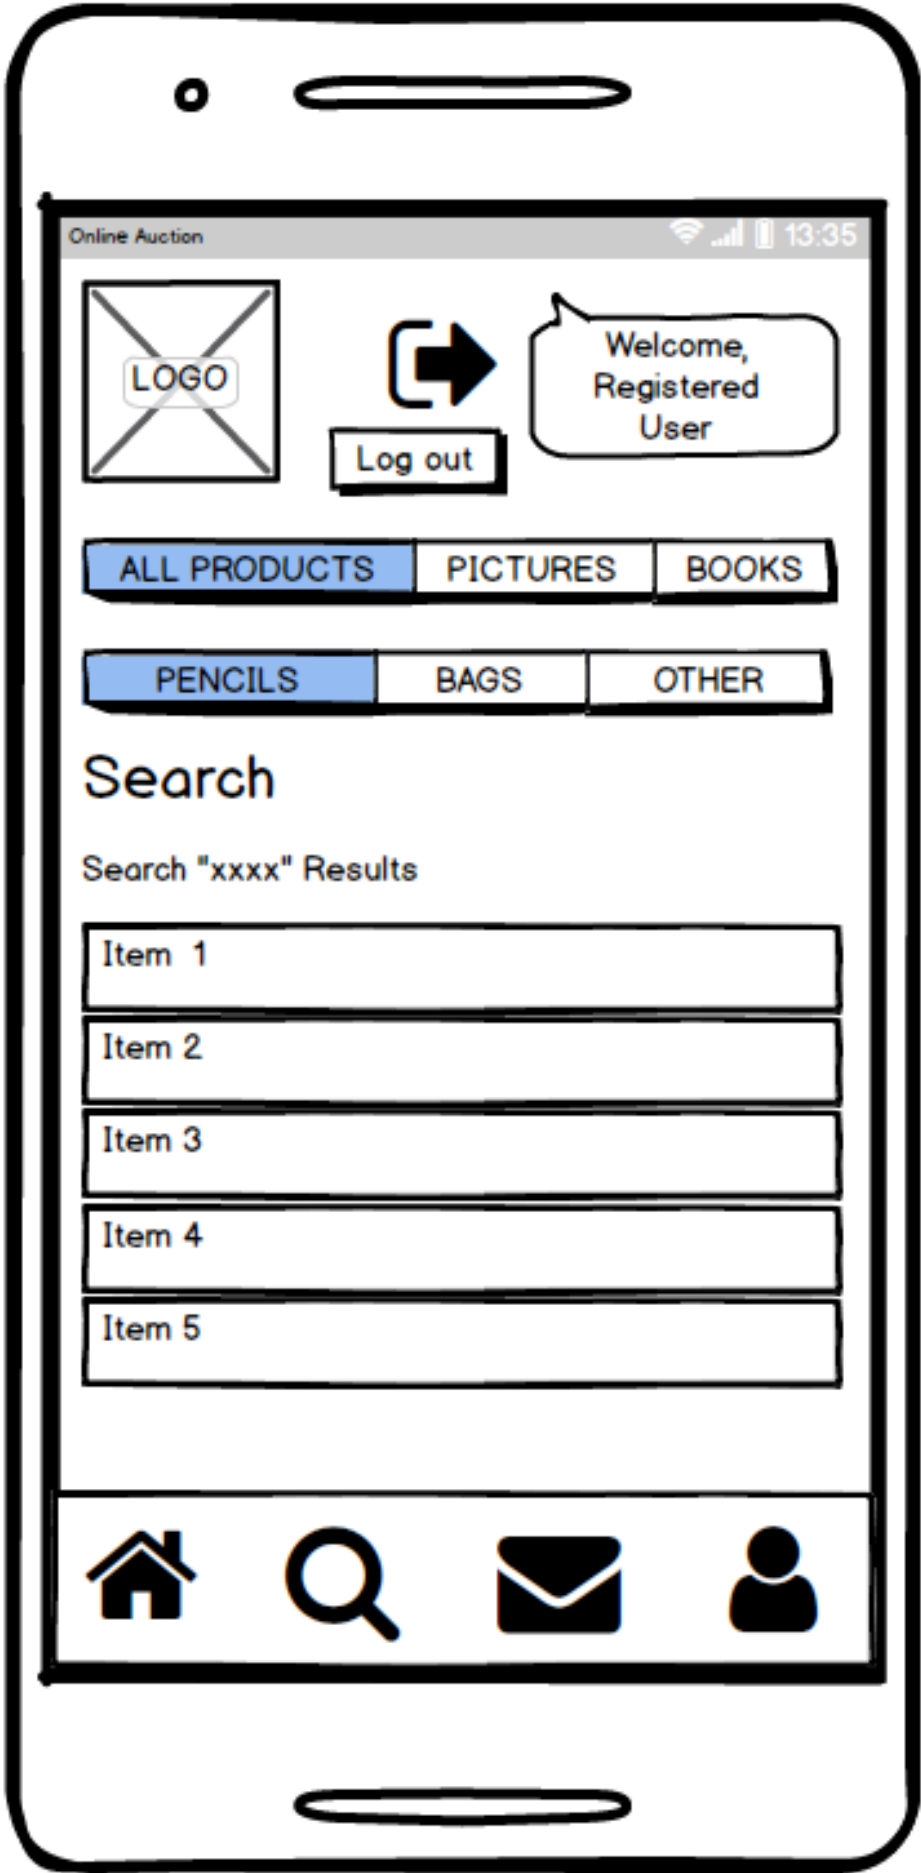 Online Auction 13:35
LOGO
Welcome,
Registered
User
Log out
ALL PRODUCTS PICTURES BOOKS
PENCILS BAGS OTHER
Search
Search "xxxx" Results
Item 1
Item 2
Item 3
Item 4
Item 5